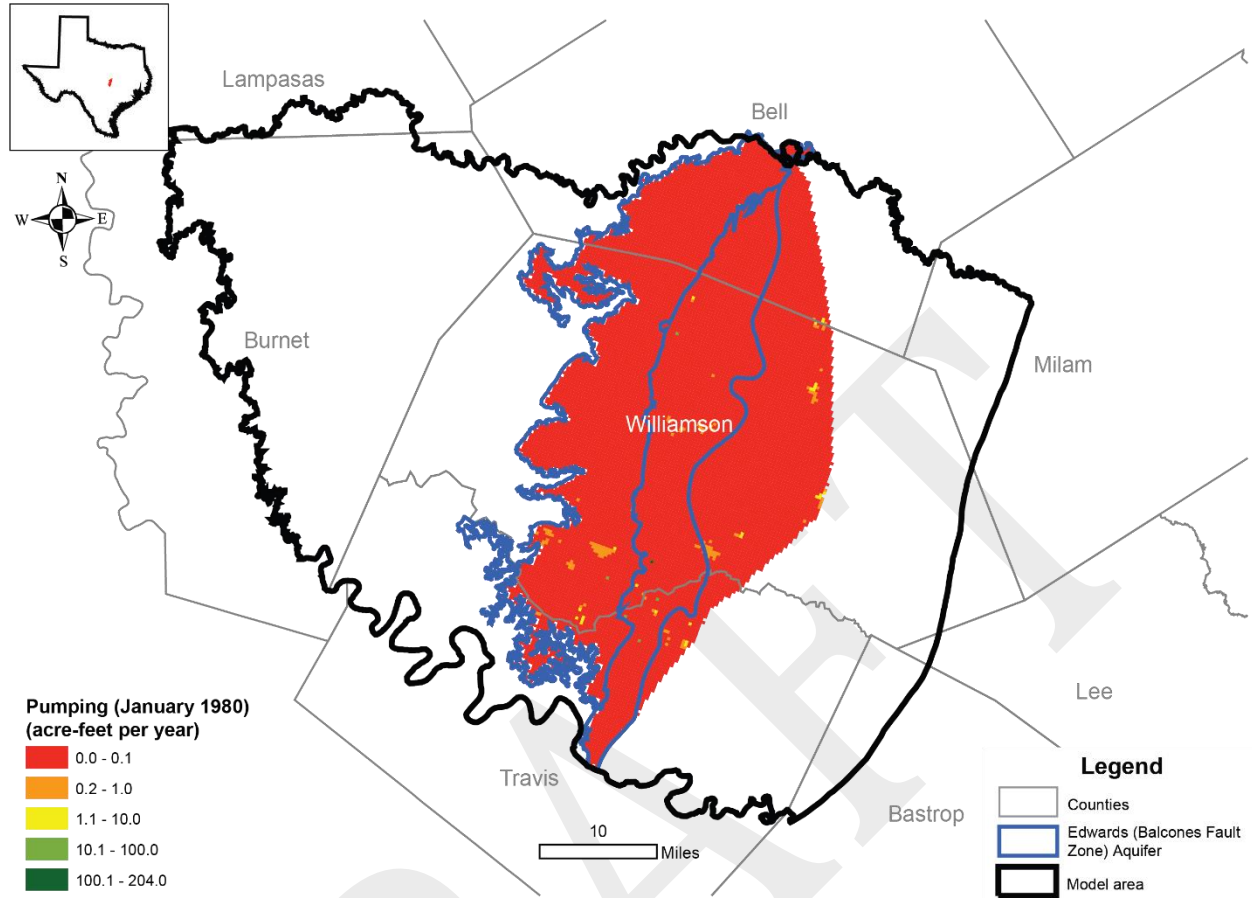 Lampasas
Bell
N
W
E
S
Burnet
Milam
Williamson
Lee
Travis
Bastrop
Pumping (January 1980)
(acre-feet per year)
0.0 - 0.1
0.2 - 1.0
1.1 - 10.0
10.1 - 100.0
100.1 - 204.0
10
Miles
Legend
Counties
Edwards (Balcones Fault
Zone) Aquifer
Model area
DRAFT